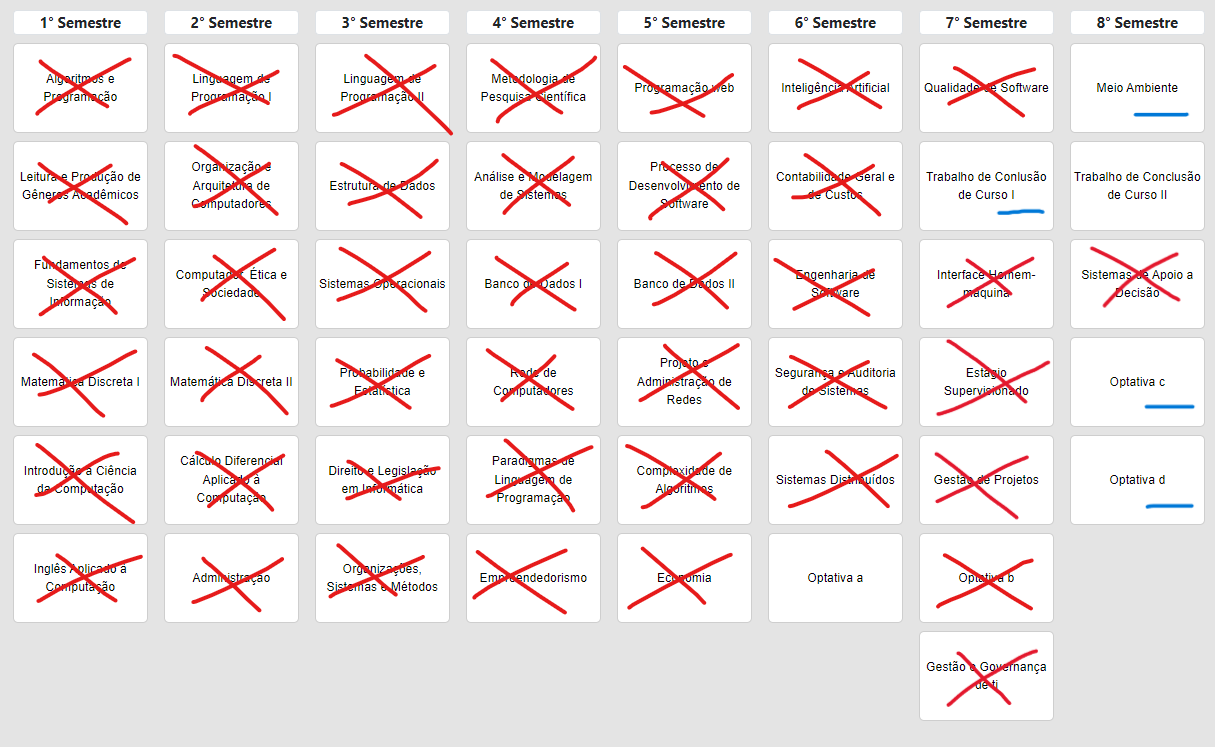 1° Semestre
2° Semestre
3° Semestre
4° Semestre
5° Semestre
6° Semestre
7° Semestre
8° Semestre
Algoritmos e
Programação
Linguagem de
Programação I
Linguagem de
Programação II
Metodologia de
Pesquisa Científica
Programação web
Inteligência Artificial
Qualidade de Software
Meio Ambiente
Leitura e Produção de
Gêneros Acadêmicos
Organização e
Arquitetura de
Computadores
Estrutura de Dados
Análise e Modelagem
de Sistemas
Processo de
Desenvolvimento de
Software
Contabilidade Geral e
de Custos
Trabalho de Conlusão
de Curso I
Trabalho de Conclusão
de Curso II
Fundamentos de
Sistemas de
Informação
Computador, Ética e
Sociedade
Sistemas Operacionais
Banco de Dados I
Banco de Dados II
Engenharia de
Software
Interface Homem-
maquina
Sistemas de Apoio a
Decisão
Matemática Discreta I
Matemática Discreta II
Probabilidade e
Estatística
Rede de
Computadores
Projeto e
Administração de
Redes
Segurança e Auditoria
de Sistemas
Estágio
Supervisionado
Optativa c
Introdução a Ciência
da Computação
Cálculo Diferencial
Aplicado à
Computação
Direito e Legislação
em Informática
Paradigmas de
Linguagem de
Programação
Complexidade de
Algoritmos
Sistemas Distribuídos
Gestão de Projetos
Optativa d
Inglês Aplicado a
Computação
Administração
Organizações,
Sistemas e Métodos
Empreendedorismo
Economia
Optativa a
Optativa b
Gestão e Governança
de ti